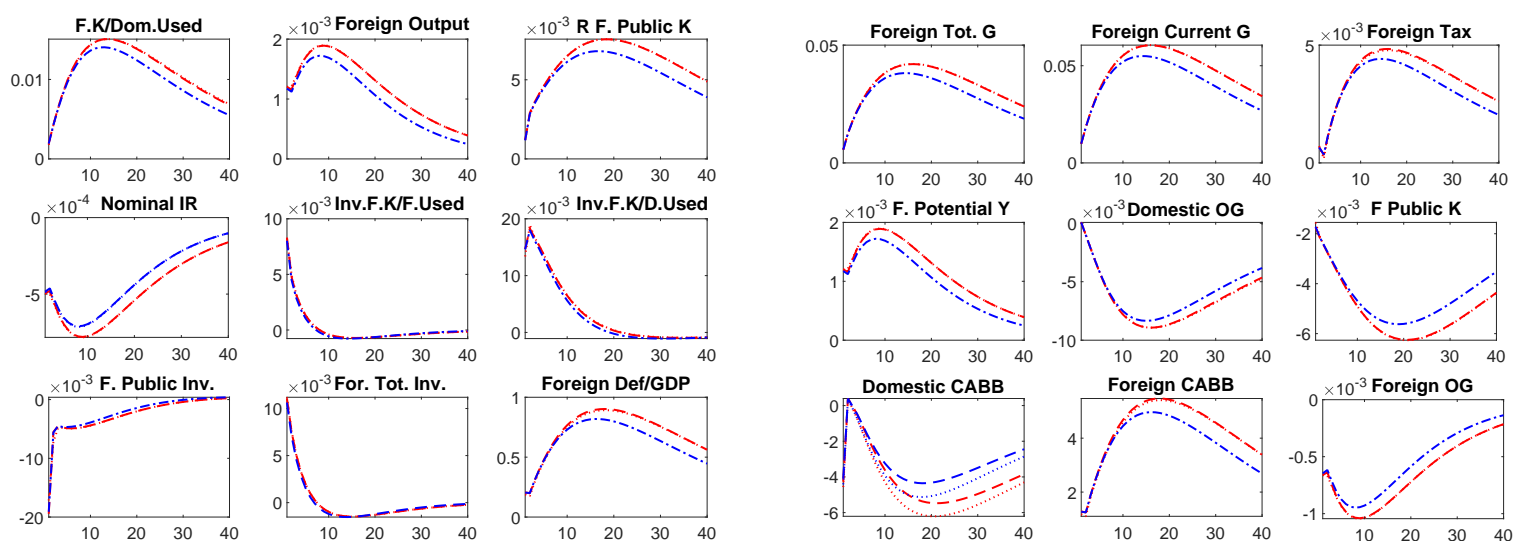 F.K/Dom.Used
0.01
0
10 20 30 40
×10⁻³ Foreign Output
2
1
0
10 20 30 40
×10⁻³ R F. Public K
5
0
10 20 30 40
Foreign Tot. G
0.05
0
10 20 30 40
Foreign Current G
0.05
0
10 20 30 40
×10⁻³ Foreign Tax
5
0
10 20 30 40
×10⁻⁴ Nominal IR
0
-5
10 20 30 40
×10⁻³ Inv.F.K/F.Used
10
5
0
10 20 30 40
×10⁻³ Inv.F.K/D.Used
20
10
0
10 20 30 40
×10⁻³ F. Potential Y
2
1
0
10 20 30 40
×10⁻³ Domestic OG
0
-5
-10
10 20 30 40
×10⁻³ F Public K
-2
-4
-6
10 20 30 40
×10⁻³ F. Public Inv.
0
-10
-20
10 20 30 40
×10⁻³ For. Tot. Inv.
10
5
0
10 20 30 40
Foreign Def/GDP
1
0.5
0
10 20 30 40
Domestic CABB
0
-2
-4
-6
10 20 30 40
Foreign CABB
4
2
10 20 30 40
×10⁻³ Foreign OG
0
-0.5
-1
10 20 30 40